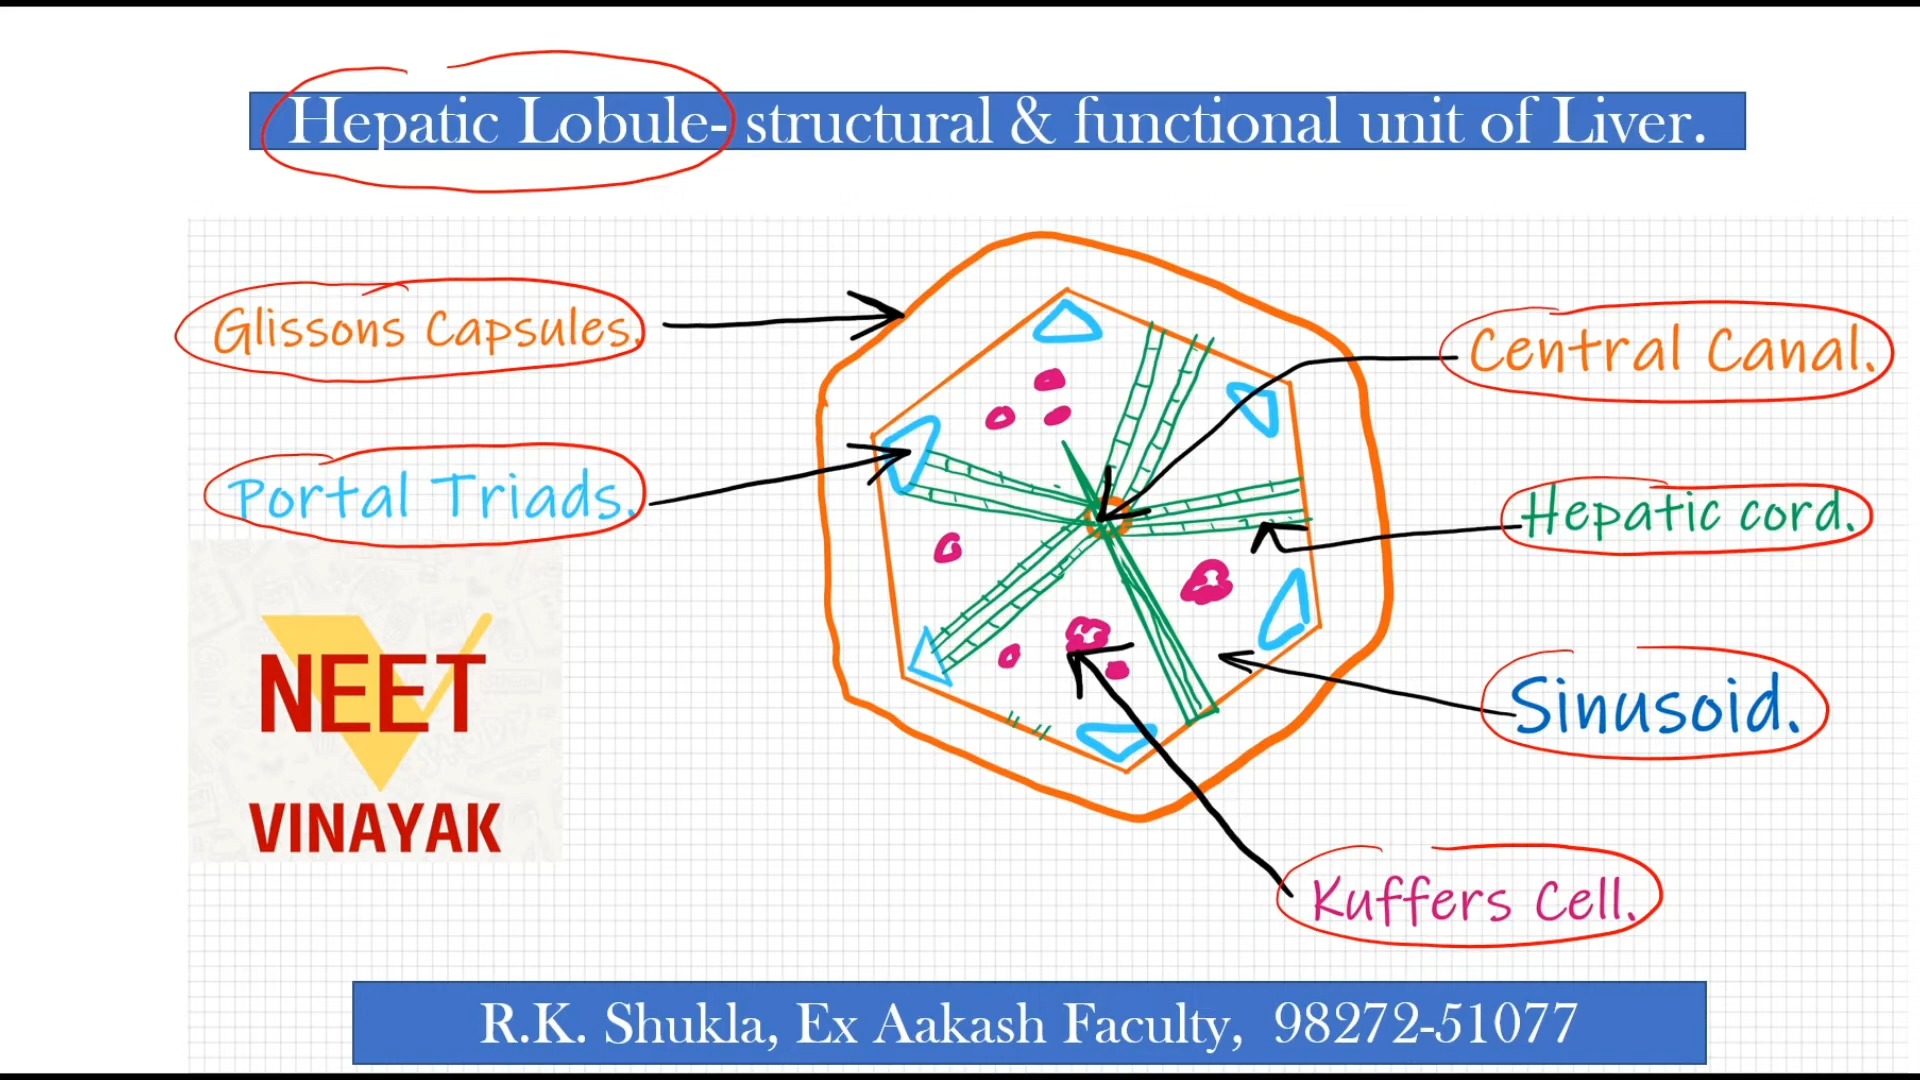 Hepatic Lobule- structural & functional unit of Liver.
Glissons Capsules.
Central Canal.
Portal Triads.
Hepatic cord.
NEET
VINAYAK
Sinusoid.
Kuffers Cell.
R.K. Shukla, Ex Aakash Faculty, 98272-51077